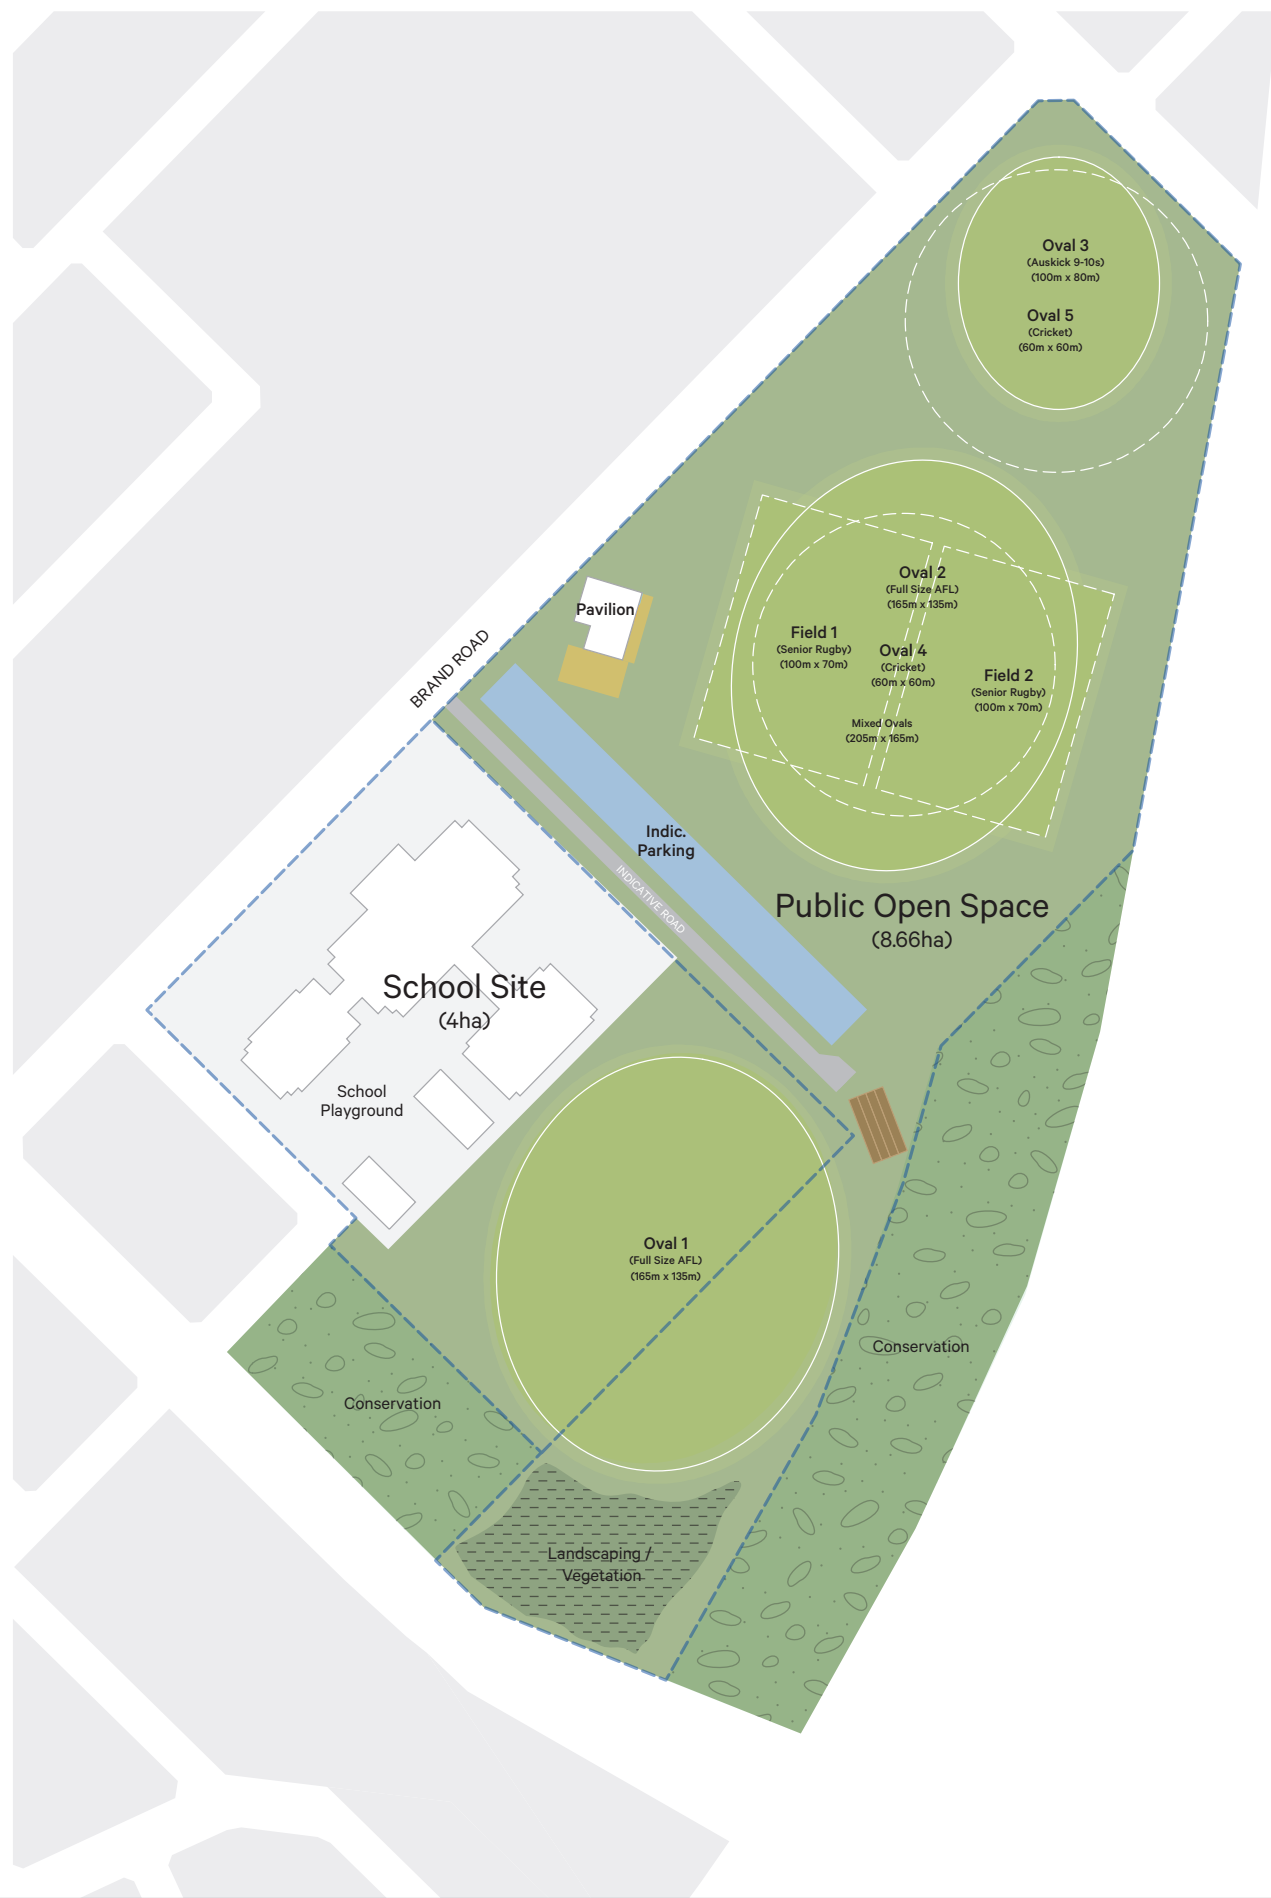 Oval 3
(Auskick 9-10s)
(100m x 80m)
Oval 5
(Cricket)
(60m x 60m)
Oval 2
(Full Size AFL)
(165m x 135m)
Pavilion
Field 1
(Senior Rugby)
(100m x 70m)
Oval 4
(Cricket)
(60m x 60m)
Field 2
(Senior Rugby)
(100m x 70m)
Mixed Ovals
(205m x 165m)
BRAND ROAD
Indic.
Parking
INDICATIVE ROAD
Public Open Space
(8.66ha)
School Site
(4ha)
School
Playground
Oval 1
(Full Size AFL)
(165m x 135m)
Conservation
Conservation
Landscaping /
Vegetation